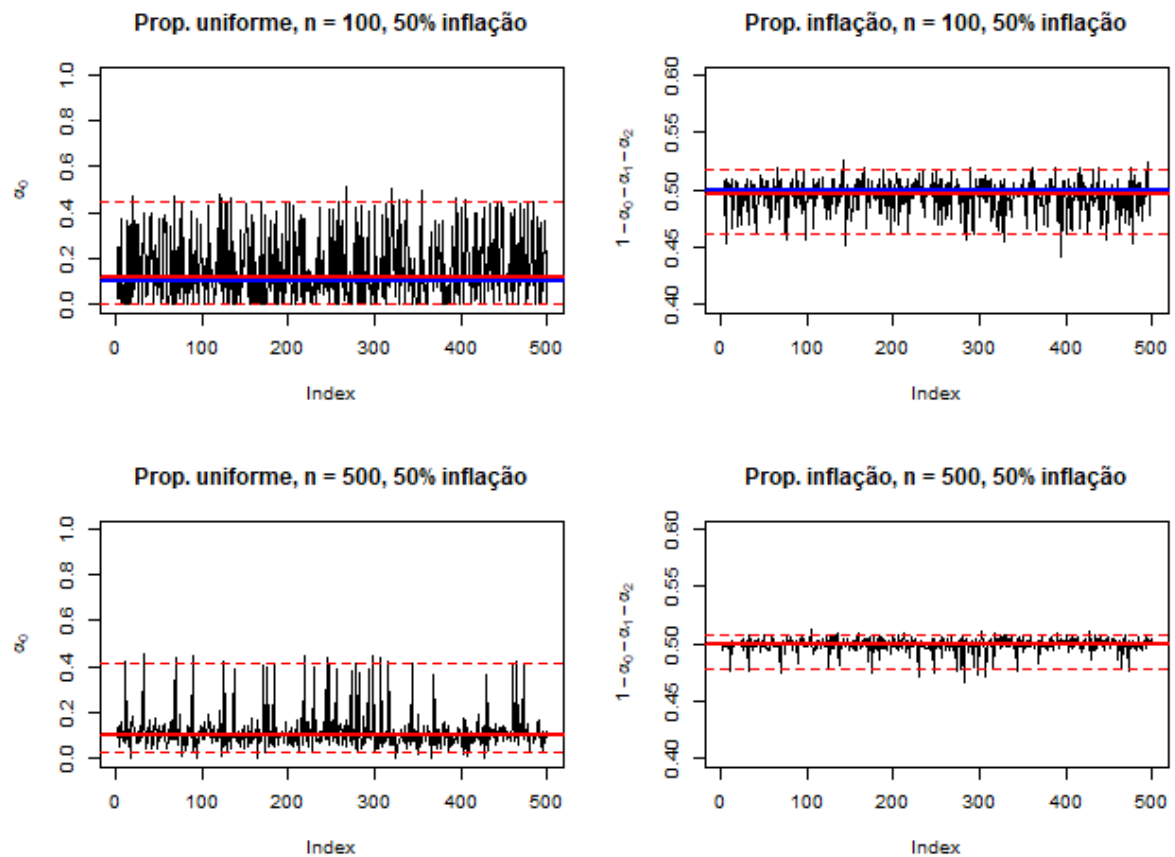 Prop. uniforme, n = 100, 50% inflação
α₀
1.0
0.8
0.6
0.4
0.2
0.0
0 100 200 300 400 500
Index
Prop. inflação, n = 100, 50% inflação
1 − α₀ − α₁ − α₂
0.60
0.55
0.50
0.45
0.40
0 100 200 300 400 500
Index
Prop. uniforme, n = 500, 50% inflação
α₀
1.0
0.8
0.6
0.4
0.2
0.0
0 100 200 300 400 500
Index
Prop. inflação, n = 500, 50% inflação
1 − α₀ − α₁ − α₂
0.60
0.55
0.50
0.45
0.40
0 100 200 300 400 500
Index